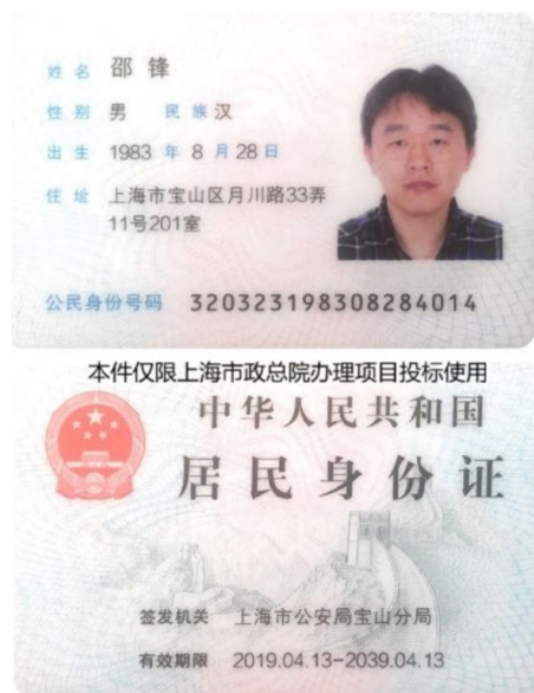 姓名 邵锋
性别 男 民族 汉
出生 1983 年 8 月 28 日
住址 上海市宝山区月川路33弄
11号201室
公民身份号码 320323198308284014
本件仅限上海市政总院办理项目投标使用
中华人民共和国
居民身份证
签发机关 上海市公安局宝山分局
有效期限 2019.04.13-2039.04.13